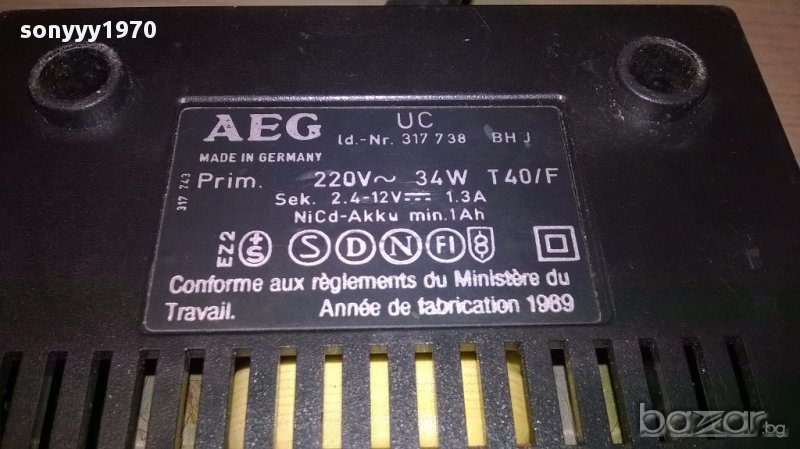 sonyyy1970
AEG UC
Id.-Nr. 317 738 BH J
MADE IN GERMANY
317 743
Prim. 220V~ 34W T40/F
Sek. 2.4-12V 1.3A
NiCd-Akku min.1Ah
EZ2 S S D N FI 8
Conforme aux règlements du Ministère du
Travail. Année de fabrication 1989
bazar.bg